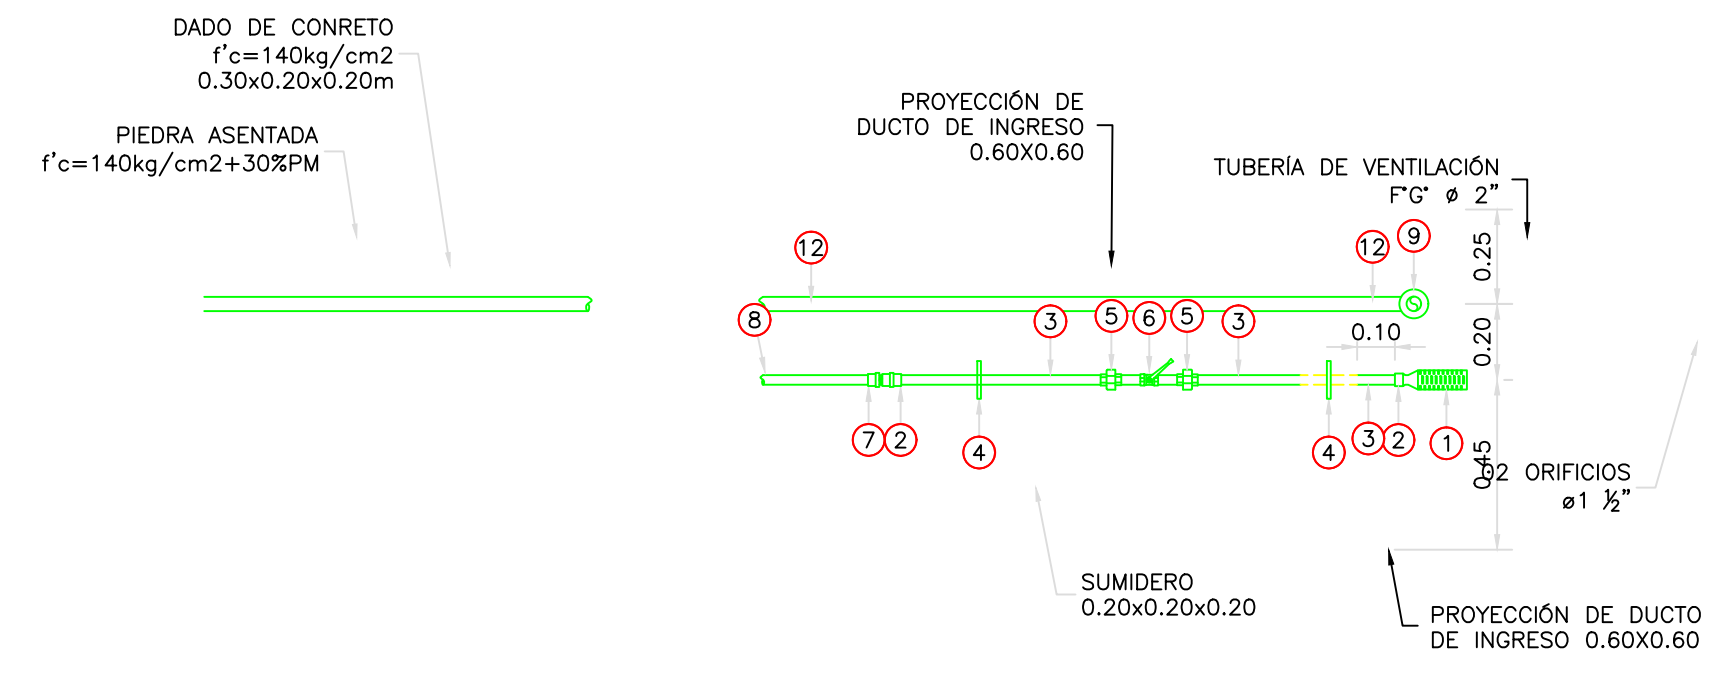 DADO DE CONRETO
f'c=140kg/cm2
0.30x0.20x0.20m
PIEDRA ASENTADA
f'c=140kg/cm2+30%PM
PROYECCIÓN DE
DUCTO DE INGRESO
0.60X0.60
TUBERÍA DE VENTILACIÓN
F°G° ø 2"
12
12
9
0.25
8
3
5
6
5
3
0.10
0.20
7
2
4
4
3
2
1
0.45
02 ORIFICIOS
ø1 ½"
SUMIDERO
0.20x0.20x0.20
PROYECCIÓN DE DUCTO
DE INGRESO 0.60X0.60